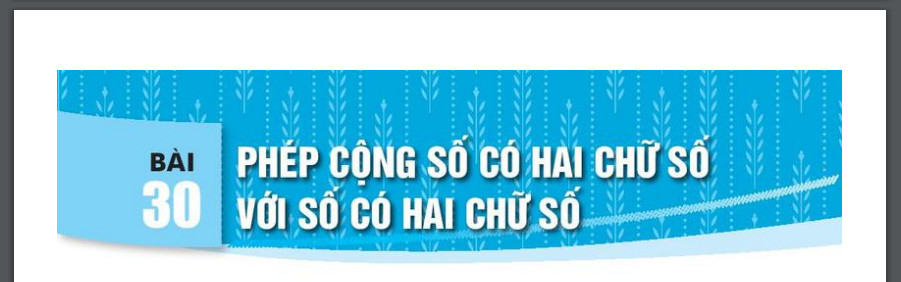 BÀI
30
PHÉP CỘNG SỐ CÓ HAI CHỮ SỐ
VỚI SỐ CÓ HAI CHỮ SỐ